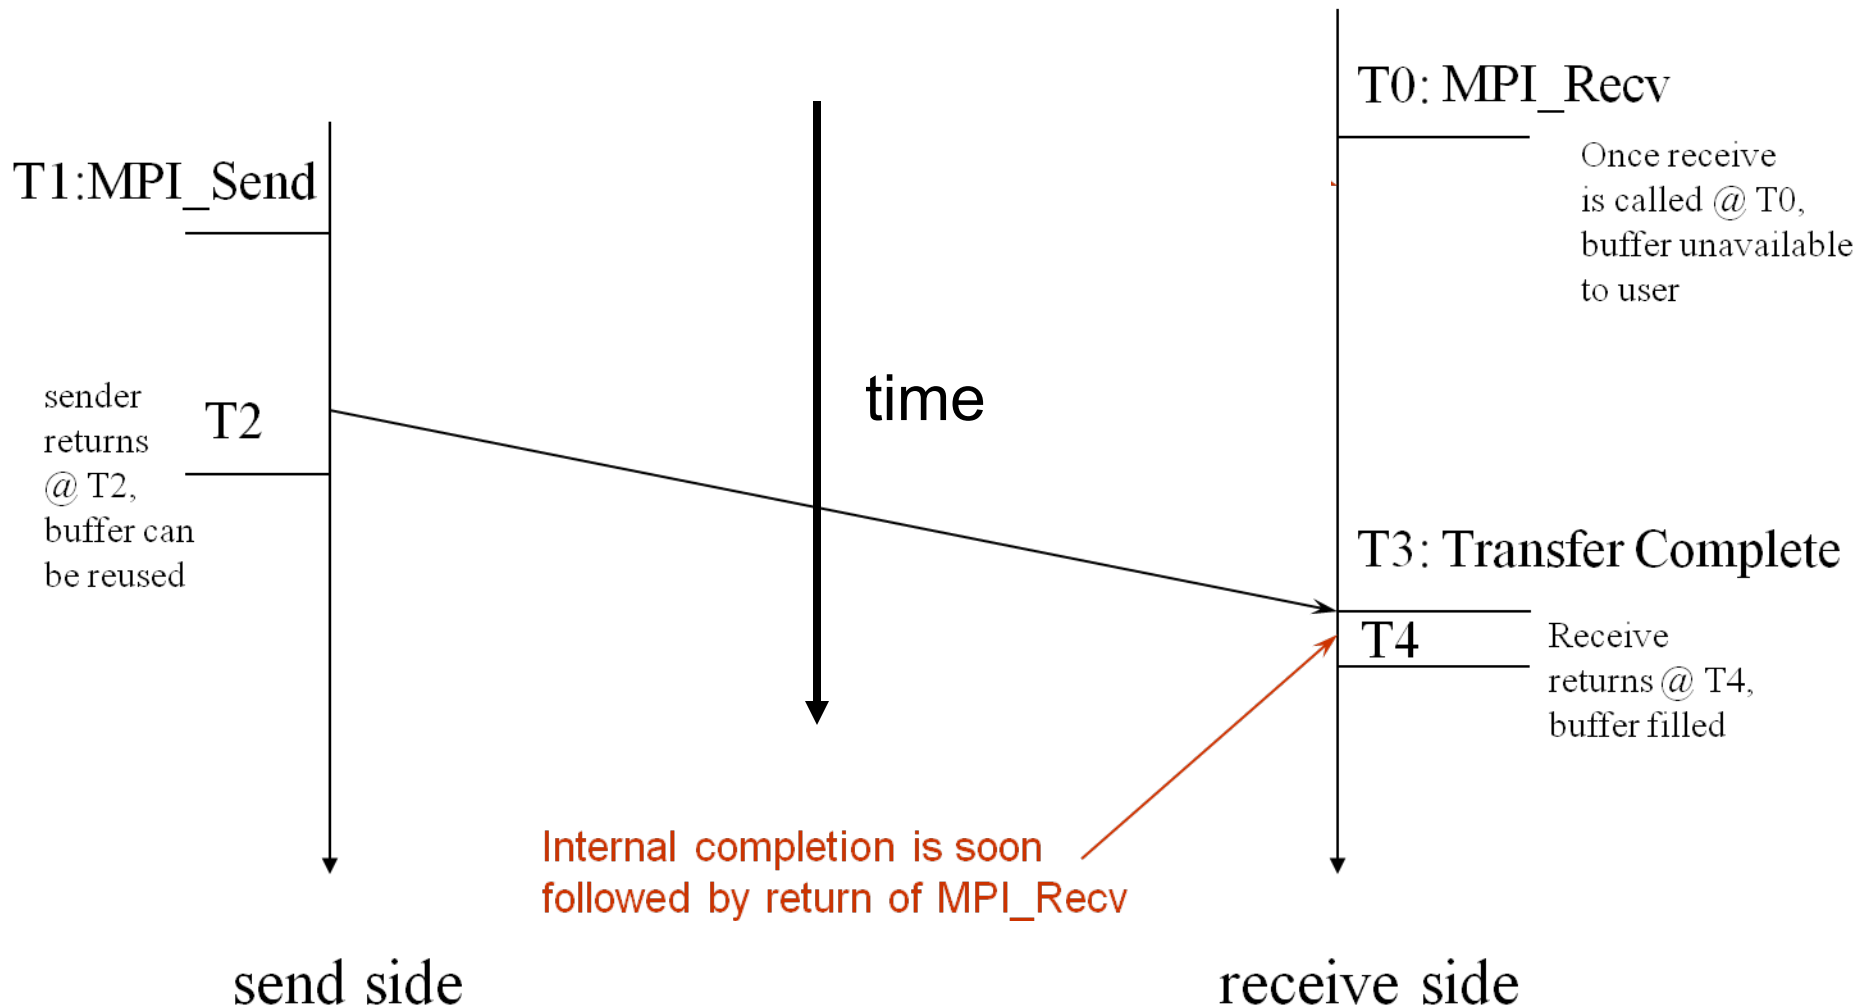 T0: MPI_Recv
Once receive
is called @ T0,
buffer unavailable
to user
T1:MPI_Send
sender
returns
@ T2,
buffer can
be reused
T2
time
T3: Transfer Complete
T4
Receive
returns @ T4,
buffer filled
Internal completion is soon
followed by return of MPI_Recv
send side
receive side